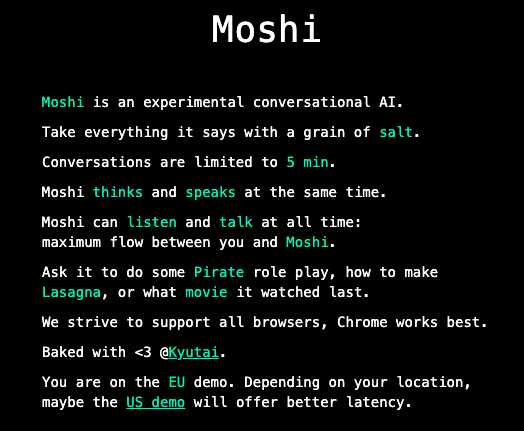 Moshi
Moshi is an experimental conversational AI.
Take everything it says with a grain of salt.
Conversations are limited to 5 min.
Moshi thinks and speaks at the same time.
Moshi can listen and talk at all time:
maximum flow between you and Moshi.
Ask it to do some Pirate role play, how to make
Lasagna, or what movie it watched last.
We strive to support all browsers, Chrome works best.
Baked with <3 @Kyutai.
You are on the EU demo. Depending on your location,
maybe the US demo will offer better latency.